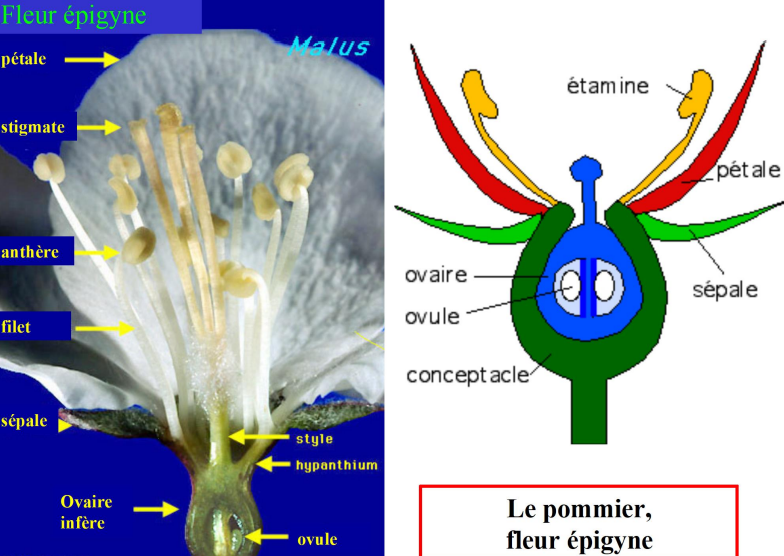 Fleur épigyne
Malus
pétale
stigmate
anthère
filet
sépale
style
hypanthium
Ovaire
infère
ovule
étamine
pétale
ovaire
sépale
ovule
conceptacle
Le pommier,
fleur épigyne